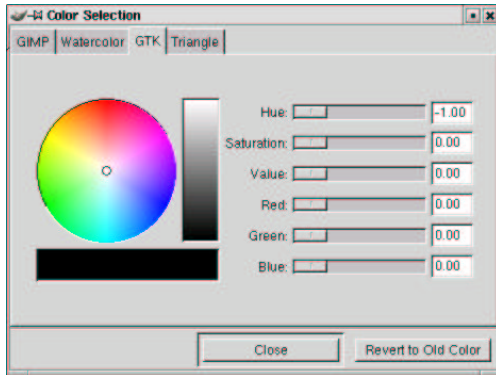 Color Selection
GIMP Watercolor GTK Triangle
Hue: -1.00
Saturation: 0.00
Value: 0.00
Red: 0.00
Green: 0.00
Blue: 0.00
Close Revert to Old Color